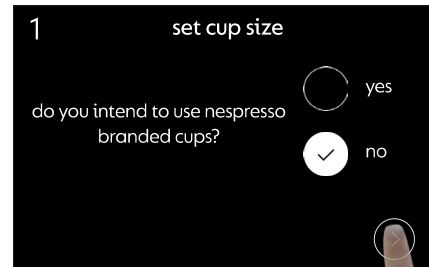 1
set cup size
yes
do you intend to use nespresso
branded cups?
no